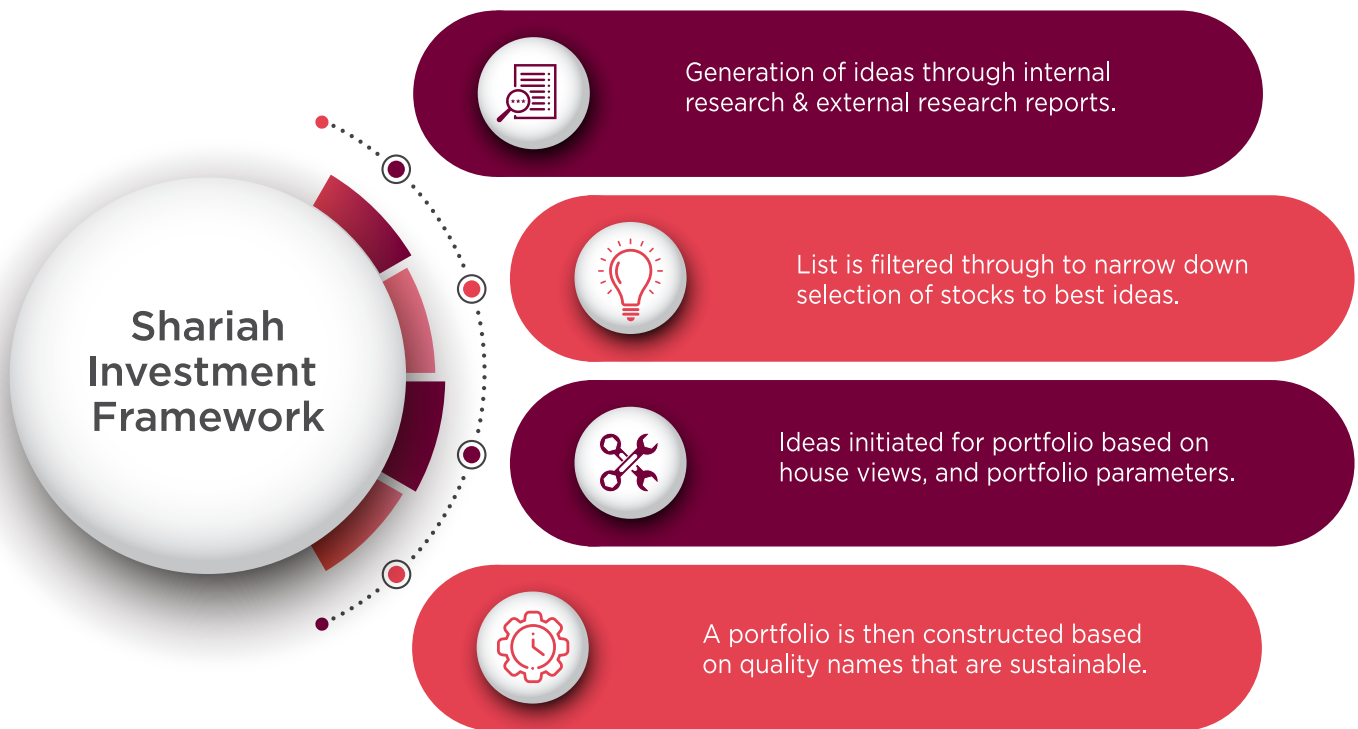 Shariah
Investment
Framework
Generation of ideas through internal
research & external research reports.
List is filtered through to narrow down
selection of stocks to best ideas.
Ideas initiated for portfolio based on
house views, and portfolio parameters.
A portfolio is then constructed based
on quality names that are sustainable.